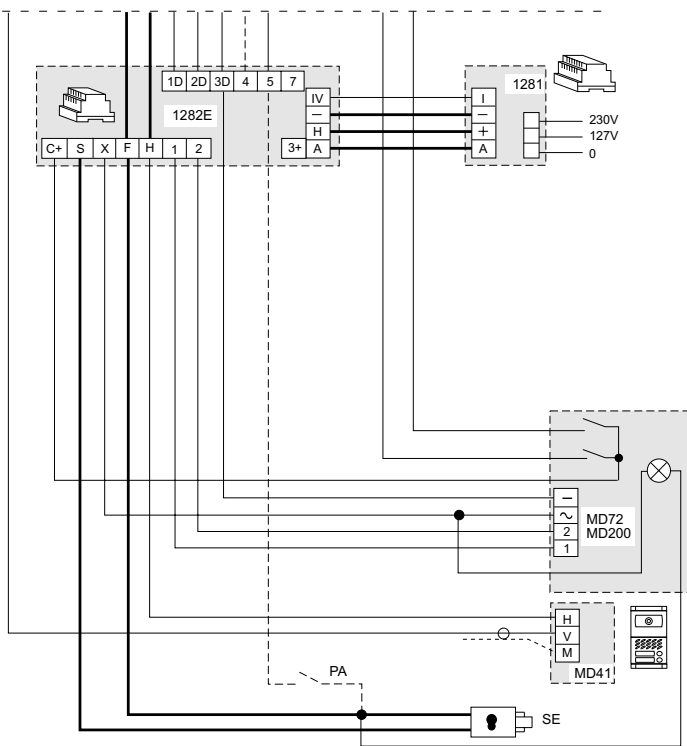 1D 2D 3D 4 5 7
1282E
IV
–
H
3+ A
C+ S X F H 1 2
1281
I
–
+
A
230V
127V
0
–
~
2
1
MD72
MD200
H
V
M
MD41
PA
SE